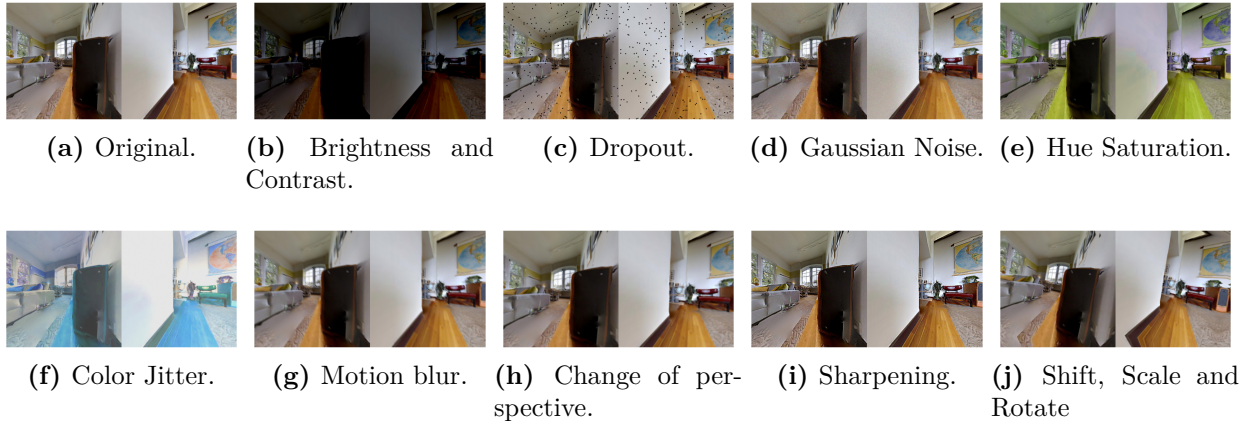 (a) Original.
(b) Brightness and
Contrast.
(c) Dropout.
(d) Gaussian Noise.
(e) Hue Saturation.
(f) Color Jitter.
(g) Motion blur.
(h) Change of per-
spective.
(i) Sharpening.
(j) Shift, Scale and
Rotate